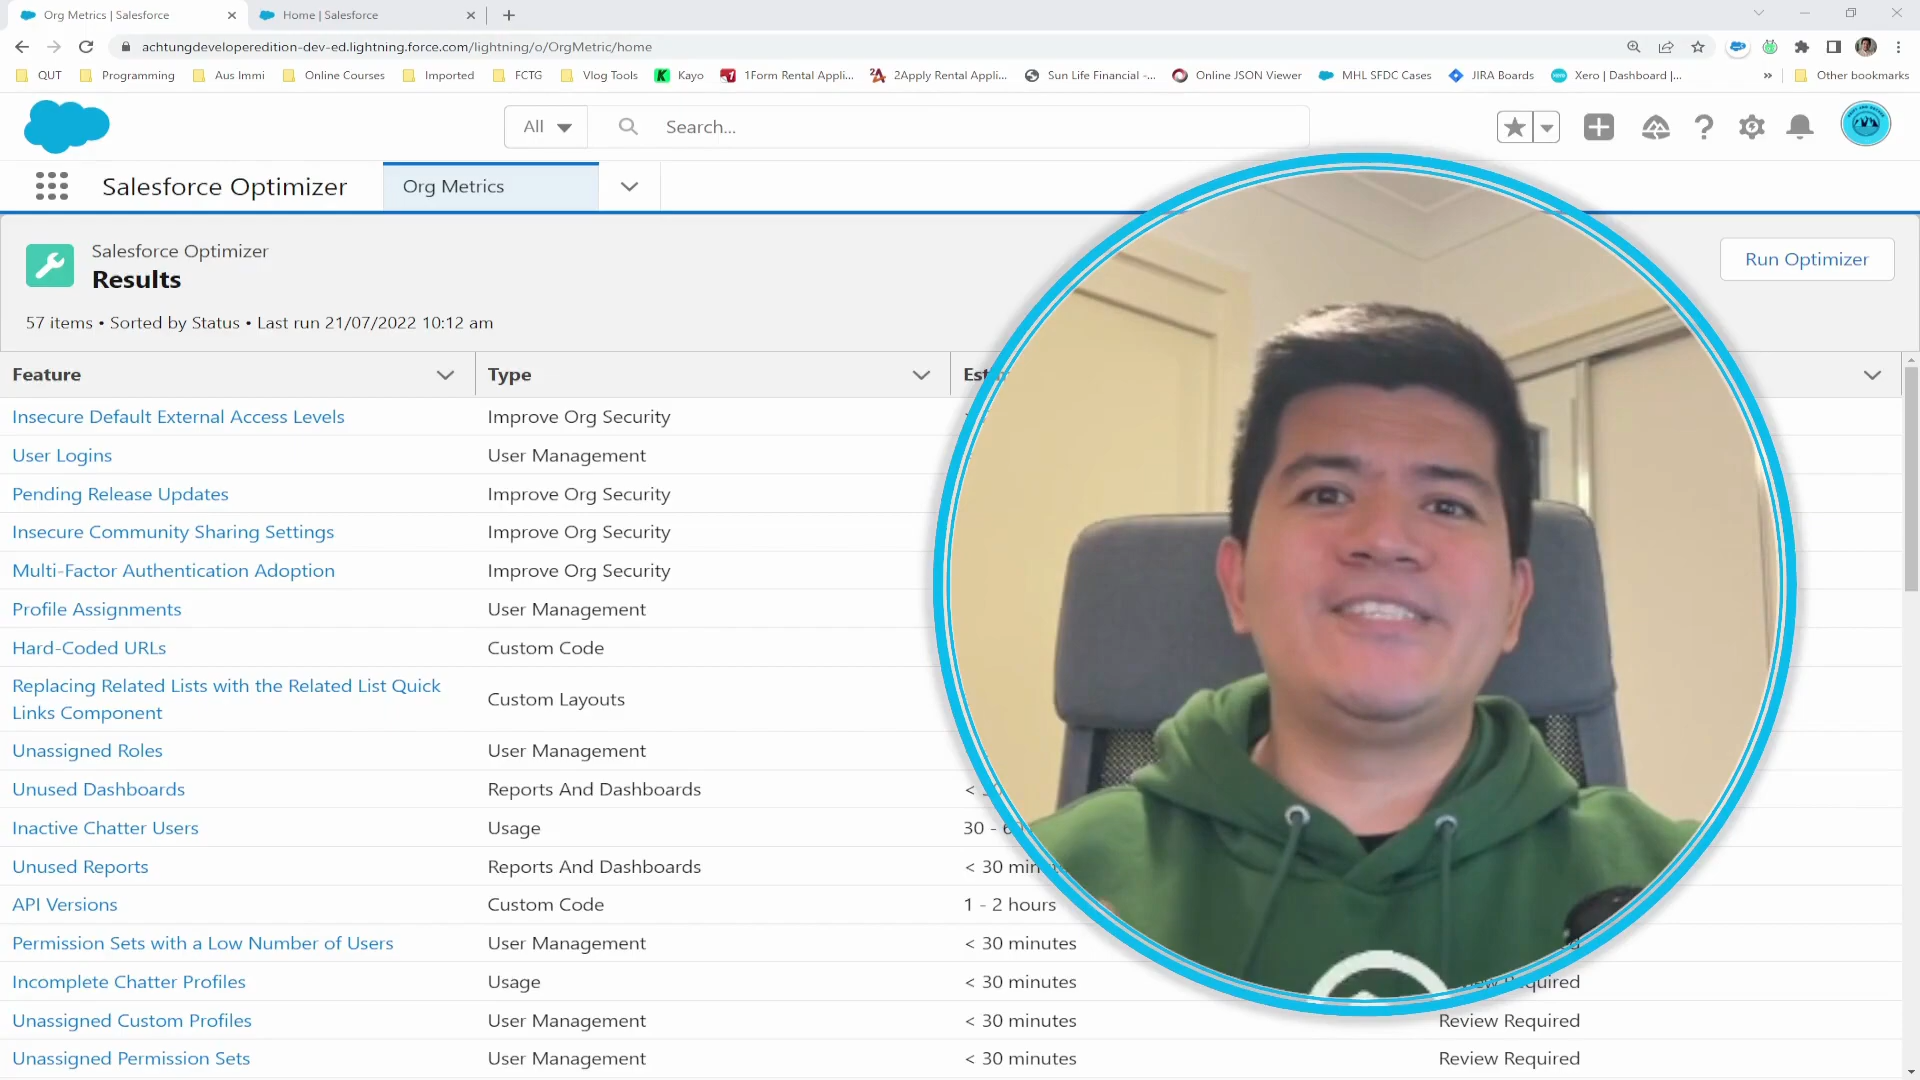 Org Metrics | Salesforce
Home | Salesforce
achtungdeveloperedition-dev-ed.lightning.force.com/lightning/o/OrgMetric/home
QUT Programming Aus Immi Online Courses Imported FCTG Vlog Tools Kayo 1Form Rental Appli... 2Apply Rental Appli... Sun Life Financial -... Online JSON Viewer MHL SFDC Cases JIRA Boards Xero | Dashboard |... » Other bookmarks
All Search...
Salesforce Optimizer Org Metrics
Salesforce Optimizer
Results
Run Optimizer
57 items • Sorted by Status • Last run 21/07/2022 10:12 am
Feature Type
Insecure Default External Access Levels Improve Org Security
User Logins User Management
Pending Release Updates Improve Org Security
Insecure Community Sharing Settings Improve Org Security
Multi-Factor Authentication Adoption Improve Org Security
Profile Assignments User Management
Hard-Coded URLs Custom Code
Replacing Related Lists with the Related List Quick
Links Component Custom Layouts
Unassigned Roles User Management
Unused Dashboards Reports And Dashboards <
Inactive Chatter Users Usage 30 -
Unused Reports Reports And Dashboards < 30
API Versions Custom Code 1 - 2 hours
Permission Sets with a Low Number of Users User Management < 30 minutes
Incomplete Chatter Profiles Usage < 30 minutes
Unassigned Custom Profiles User Management < 30 minutes Review Required
Unassigned Permission Sets User Management < 30 minutes Review Required